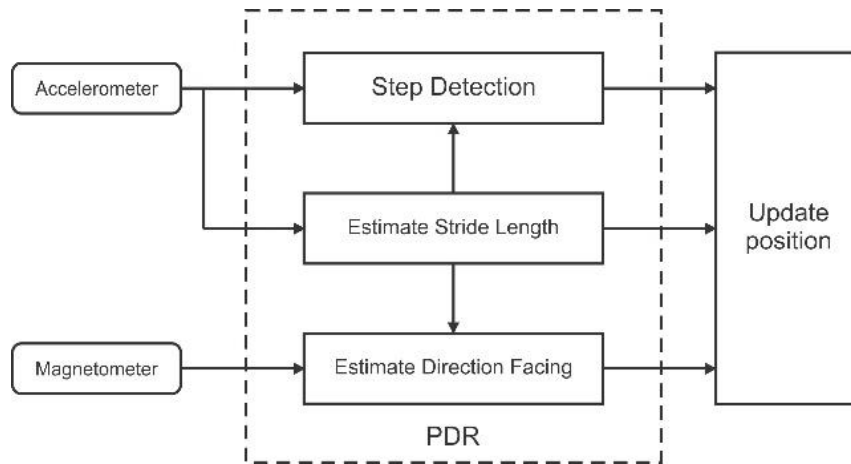 Accelerometer
Step Detection
Estimate Stride Length
Update
position
Magnetometer
Estimate Direction Facing
PDR